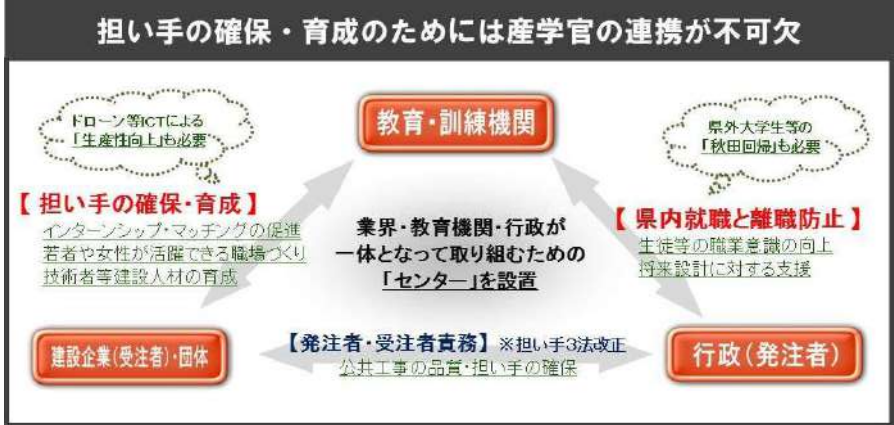 担い手の確保・育成のためには産学官の連携が不可欠
ドローン等ICTによる
「生産性向上」も必要
教育・訓練機関
県外大学生等の
「秋田回帰」も必要
【 担い手の確保・育成 】
インターンシップ・マッチングの促進
若者や女性が活躍できる職場づくり
技術者等建設人材の育成
業界・教育機関・行政が
一体となって取り組むための
「センター」を設置
【 県内就職と離職防止 】
生徒等の職業意識の向上
将来設計に対する支援
建設企業(受注者)・団体
【発注者・受注者責務】 ※担い手3法改正
公共工事の品質・担い手の確保
行政(発注者)